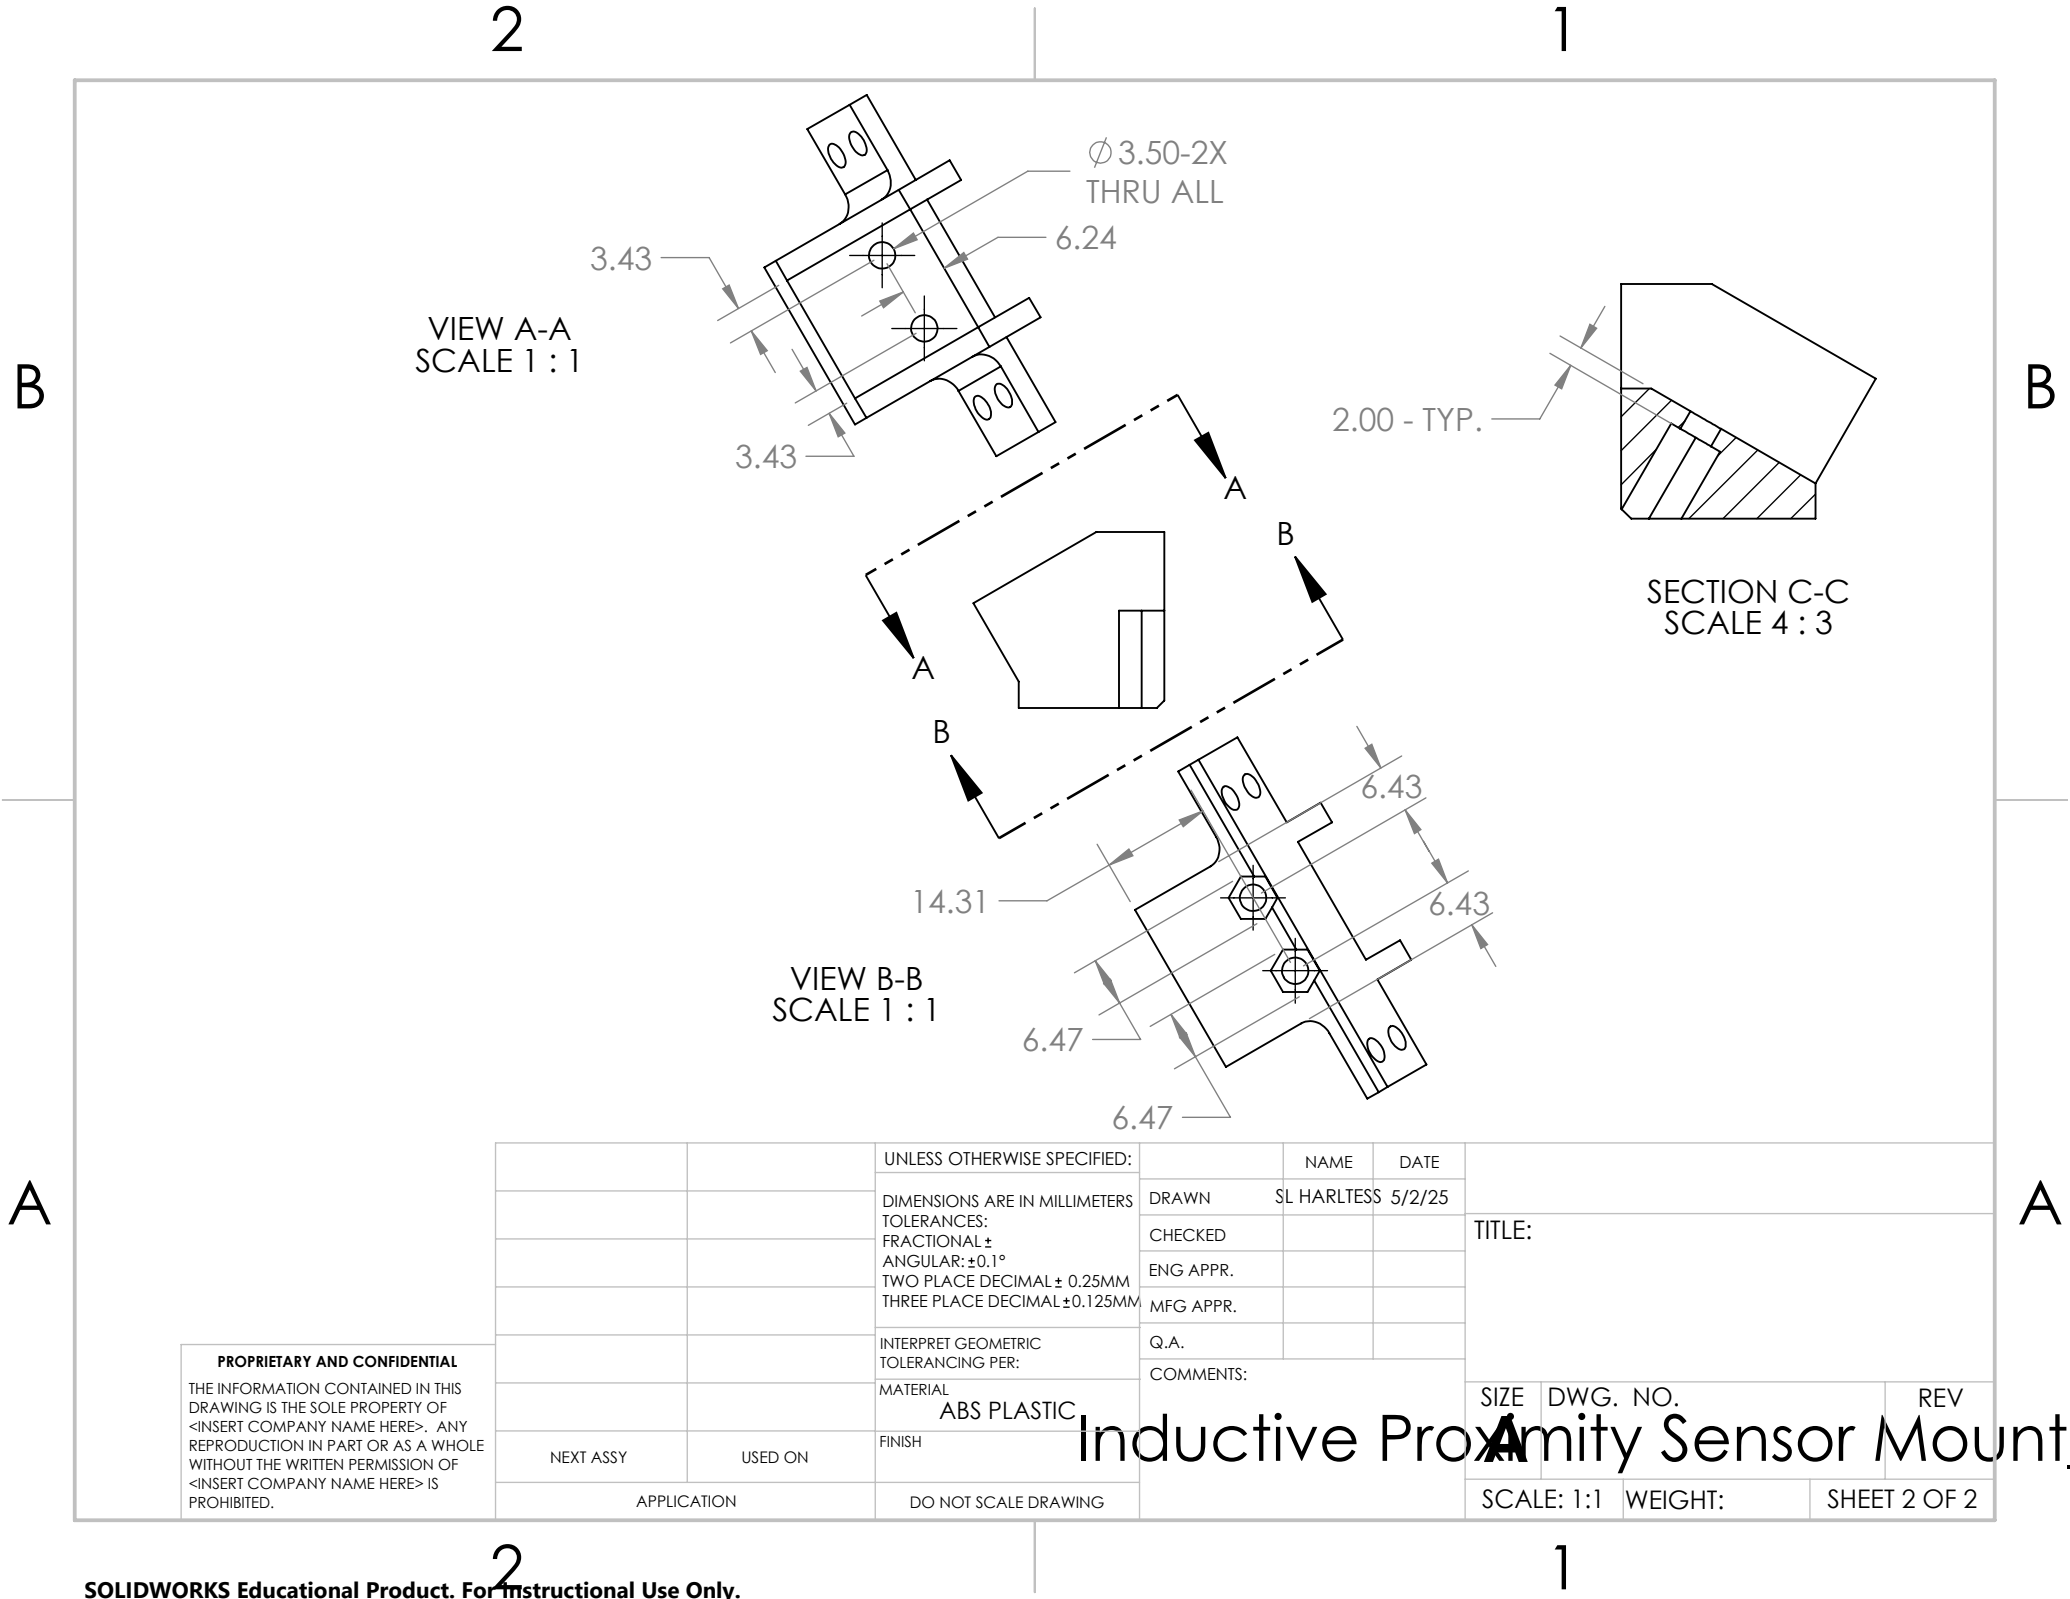 2
1
∅3.50-2X
THRU ALL
6.24
3.43
VIEW A-A
SCALE 1 : 1
3.43
B
B
2.00 - TYP.
A
B
SECTION C-C
SCALE 4 : 3
A
B
6.43
14.31
6.43
VIEW B-B
SCALE 1 : 1
6.47
6.47
A
A
UNLESS OTHERWISE SPECIFIED:
DIMENSIONS ARE IN MILLIMETERS
TOLERANCES:
FRACTIONAL ±
ANGULAR: ±0.1°
TWO PLACE DECIMAL ± 0.25MM
THREE PLACE DECIMAL ±0.125MM
INTERPRET GEOMETRIC
TOLERANCING PER:
MATERIAL
ABS PLASTIC
FINISH
DO NOT SCALE DRAWING
NAME
DATE
DRAWN
SL HARLTESS
5/2/25
CHECKED
ENG APPR.
MFG APPR.
Q.A.
COMMENTS:
TITLE:
SIZE
DWG. NO.
REV
A
Inductive Proximity Sensor Mount_
SCALE: 1:1
WEIGHT:
SHEET 2 OF 2
PROPRIETARY AND CONFIDENTIAL
THE INFORMATION CONTAINED IN THIS
DRAWING IS THE SOLE PROPERTY OF
<INSERT COMPANY NAME HERE>. ANY
REPRODUCTION IN PART OR AS A WHOLE
WITHOUT THE WRITTEN PERMISSION OF
<INSERT COMPANY NAME HERE> IS
PROHIBITED.
NEXT ASSY
USED ON
APPLICATION
2
1
SOLIDWORKS Educational Product. For Instructional Use Only.